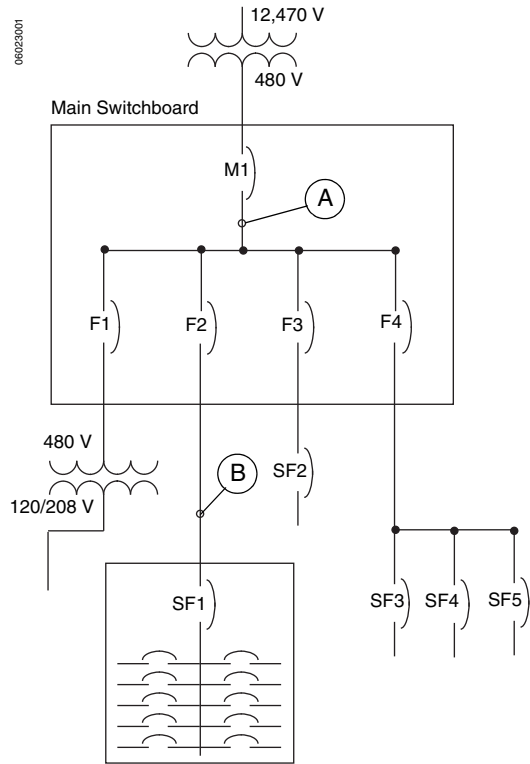 06023001
12,470 V
480 V
Main Switchboard
M1
A
F1
F2
F3
F4
480 V
120/208 V
B
SF2
SF1
SF3
SF4
SF5